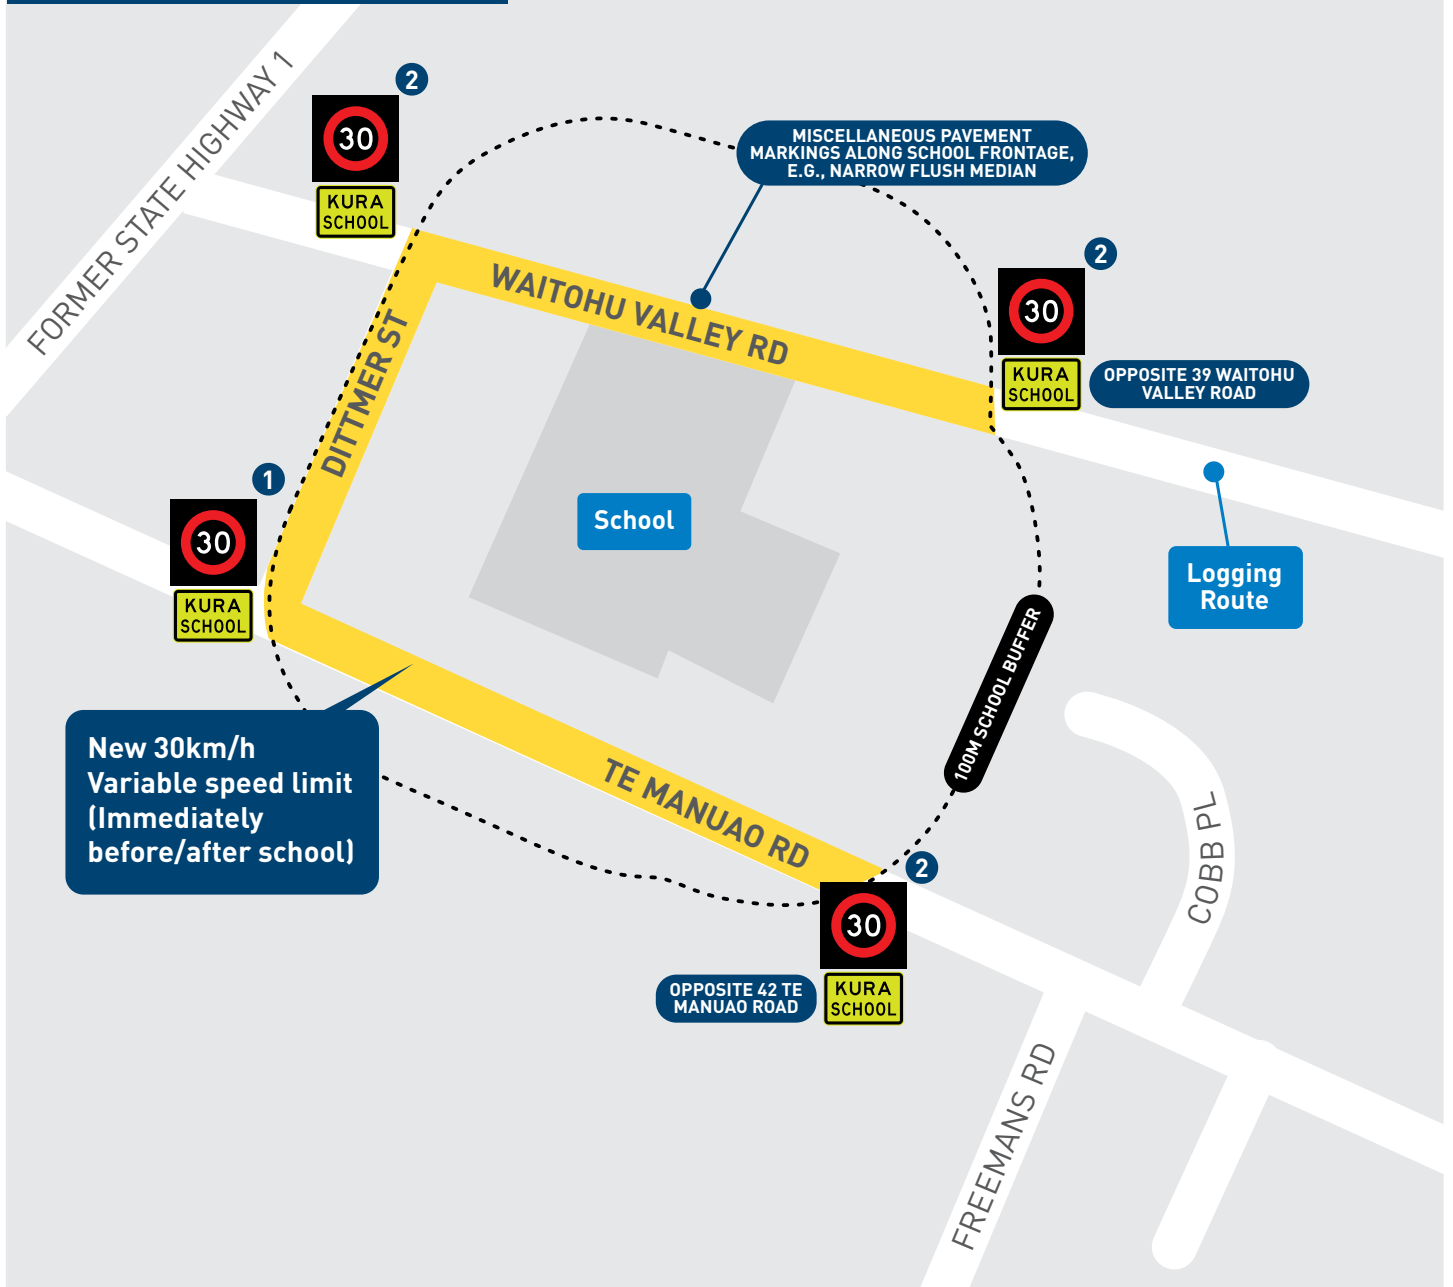 FORMER STATE HIGHWAY 1
2
30
KURA
SCHOOL
MISCELLANEOUS PAVEMENT
MARKINGS ALONG SCHOOL FRONTAGE,
E.G., NARROW FLUSH MEDIAN
WAITOHU VALLEY RD
2
30
KURA
SCHOOL
OPPOSITE 39 WAITOHU
VALLEY ROAD
DITTMER ST
1
30
KURA
SCHOOL
School
Logging
Route
100M SCHOOL BUFFER
New 30km/h
Variable speed limit
(Immediately
before/after school)
TE MANUAO RD
COBB PL
2
30
KURA
SCHOOL
OPPOSITE 42 TE
MANUAO ROAD
FREEMANS RD